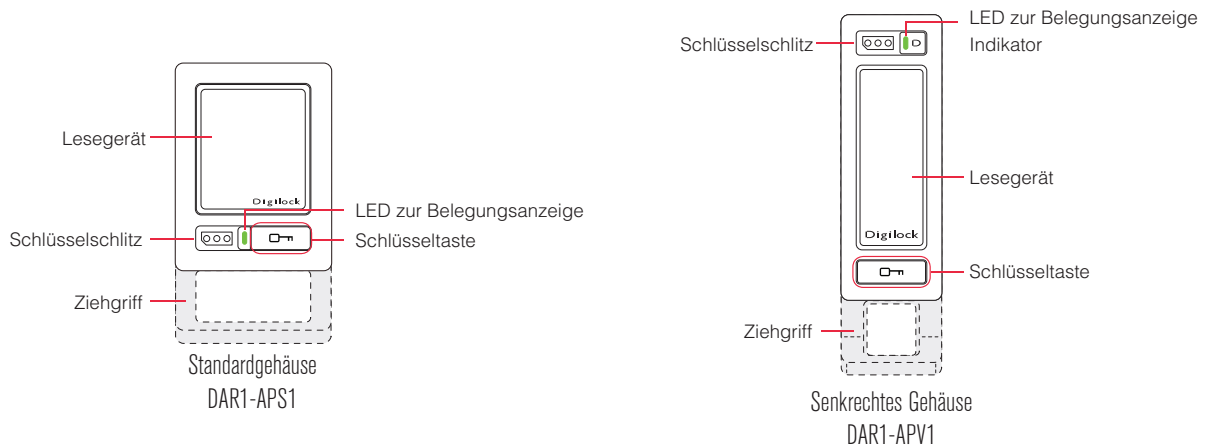 Lesegerät
Digilock
LED zur Belegungsanzeige
Schlüsselschlitz
Schlüsseltaste
Ziehgriff
Standardgehäuse
DAR1-APS1
LED zur Belegungsanzeige
Indikator
Schlüsselschlitz
Lesegerät
Digilock
Schlüsseltaste
Ziehgriff
Senkrechtes Gehäuse
DAR1-APV1